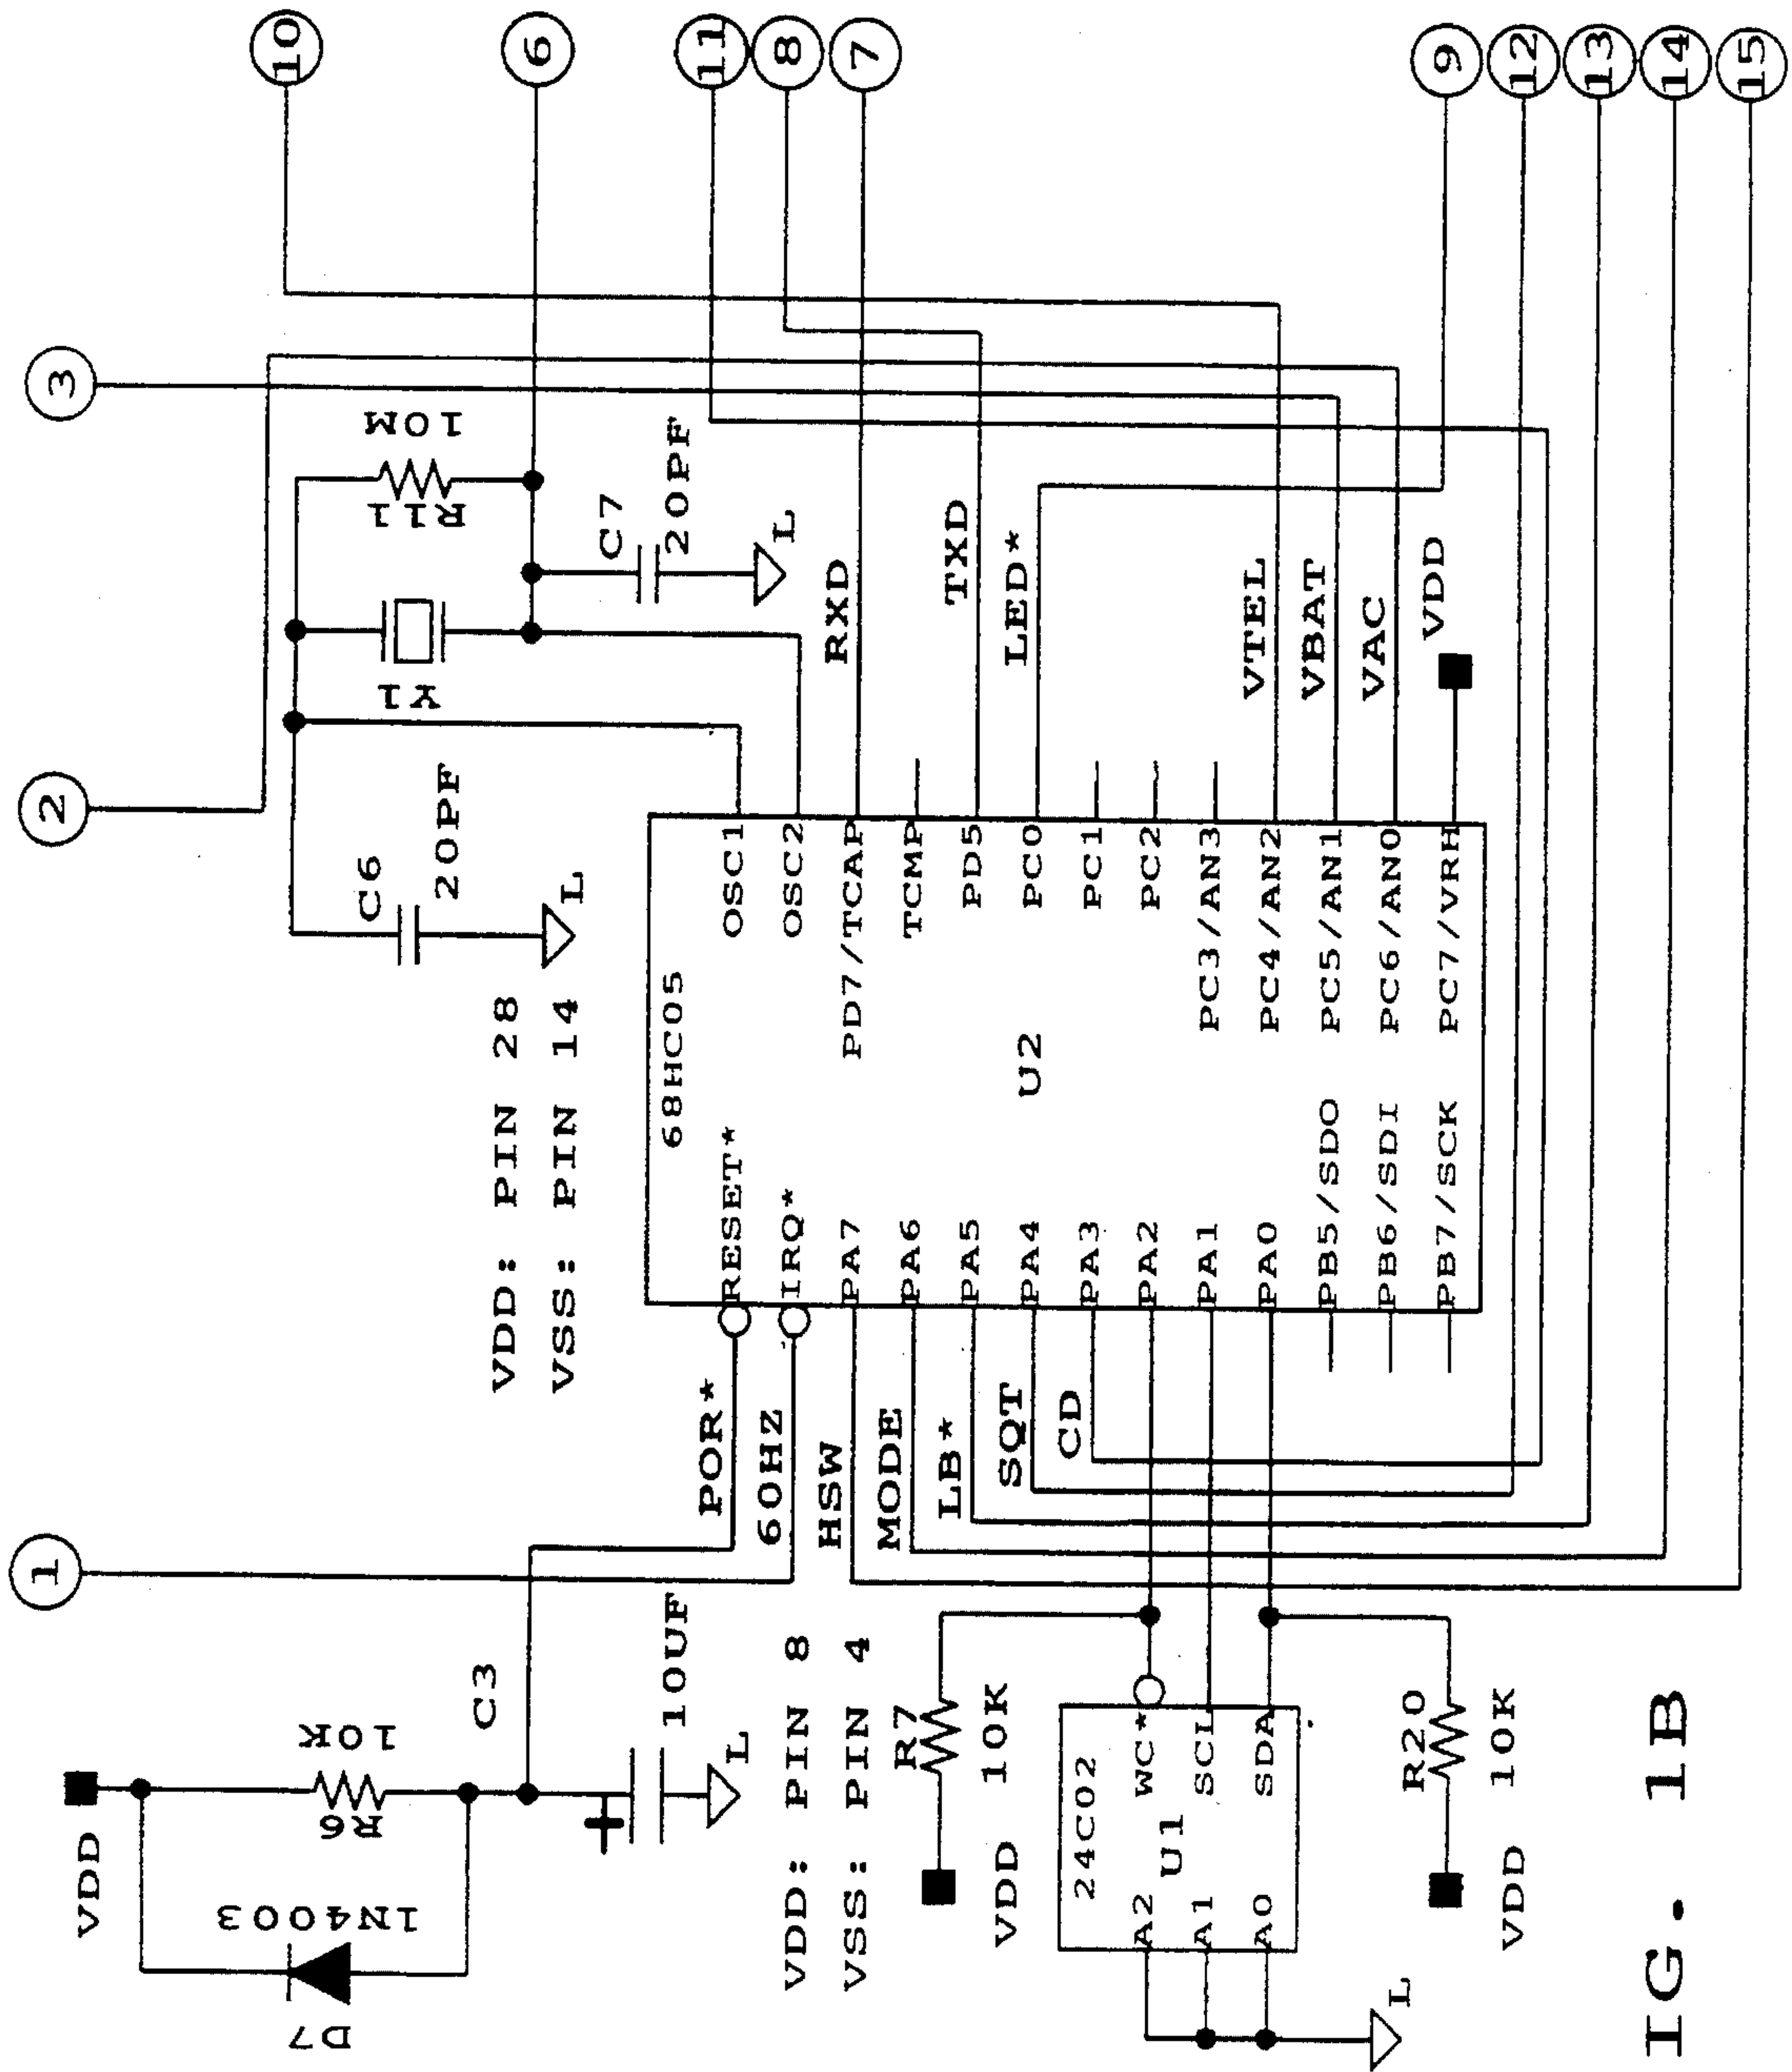 1
2
3
10
6
11
8
7
9
12
13
14
15
VDD
D7
1N4003
R6
10K
C3
10UF
L
VDD: PIN 28
VSS: PIN 14
C6
20PF
L
Y1
R11
10M
C7
20PF
L
POR*
60HZ
HSW
MODE
LB*
SQT
CD
68HC05
U2
RESET*
IRQ*
PA7
PA6
PA5
PA4
PA3
PA2
PA1
PA0
PB5/SDO
PB6/SDI
PB7/SCK
OSC1
OSC2
PD7/TCAP
TCMP
PD5
PC0
PC1
PC2
PC3/AN3
PC4/AN2
PC5/AN1
PC6/AN0
PC7/VRH
RXD
TXD
LED*
VTEL
VBAT
VAC
VDD
VDD: PIN 8
VSS: PIN 4
R7
10K
VDD
24C02
U1
A2
A1
A0
WC*
SCL
SDA
L
R20
10K
VDD
IG. 1B